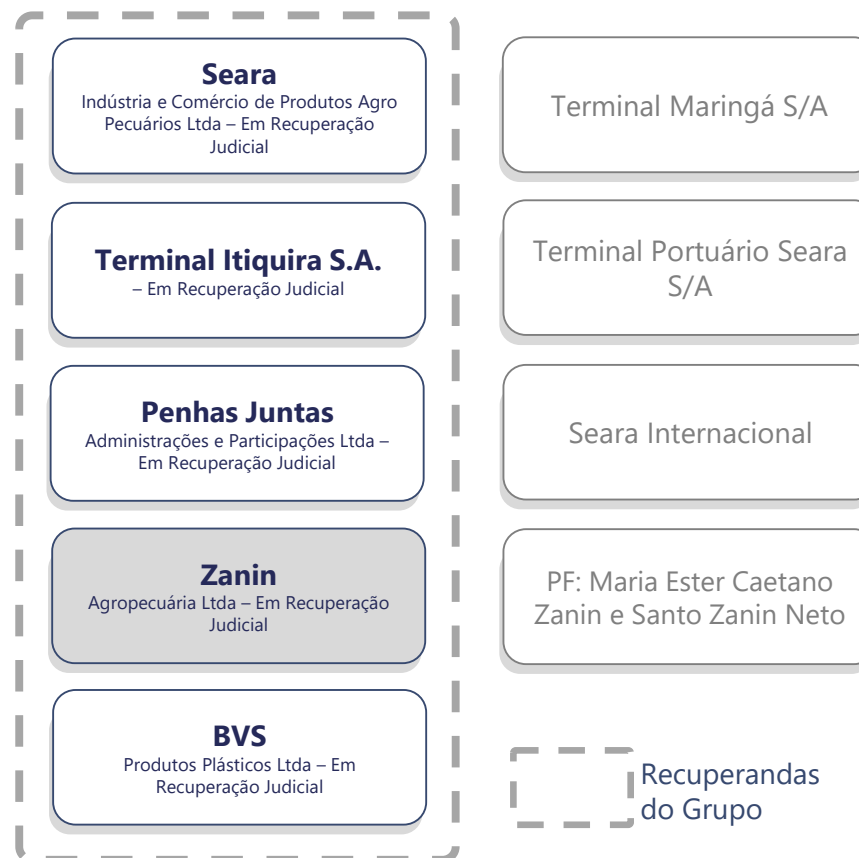 Seara
Indústria e Comércio de Produtos Agro
Pecuários Ltda – Em Recuperação
Judicial
Terminal Itiquira S.A.
– Em Recuperação Judicial
Penhas Juntas
Administrações e Participações Ltda –
Em Recuperação Judicial
Zanin
Agropecuária Ltda – Em Recuperação
Judicial
BVS
Produtos Plásticos Ltda – Em
Recuperação Judicial
Terminal Maringá S/A
Terminal Portuário Seara
S/A
Seara Internacional
PF: Maria Ester Caetano
Zanin e Santo Zanin Neto
Recuperandas
do Grupo